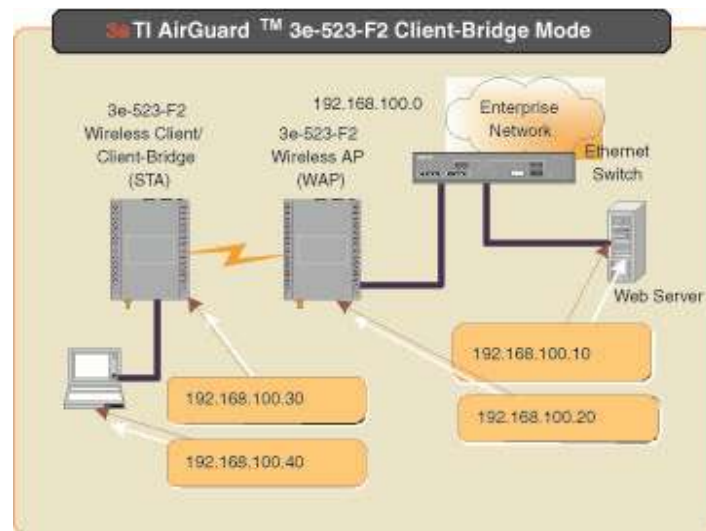 3eTI AirGuard ™ 3e-523-F2 Client-Bridge Mode
3e-523-F2
Wireless Client/
Client-Bridge
(STA)
192.168.100.0
3e-523-F2
Wireless AP
(WAP)
Enterprise
Network
Ethernet
Switch
Web Server
192.168.100.10
192.168.100.30
192.168.100.20
192.168.100.40